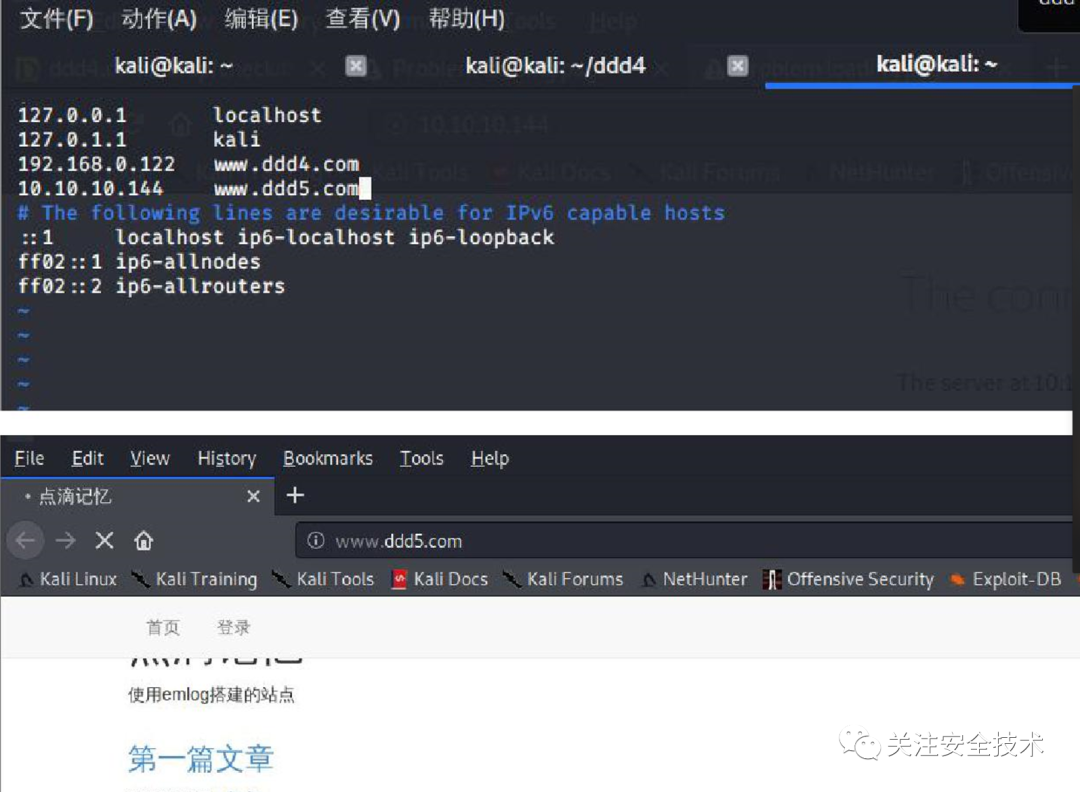 文件(F) 动作(A) 编辑(E) 查看(V) 帮助(H)
kali@kali: ~ kali@kali: ~/ddd4 kali@kali: ~
127.0.0.1 localhost
127.0.1.1 kali
192.168.0.122 www.ddd4.com
10.10.10.144 www.ddd5.com
# The following lines are desirable for IPv6 capable hosts
::1 localhost ip6-localhost ip6-loopback
ff02::1 ip6-allnodes
ff02::2 ip6-allrouters
~
~
~
~
~
File Edit View History Bookmarks Tools Help
• 点滴记忆
www.ddd5.com
Kali Linux Kali Training Kali Tools Kali Docs Kali Forums NetHunter Offensive Security Exploit-DB
首页 登录
点滴记忆
使用emlog搭建的站点
第一篇文章
关注安全技术